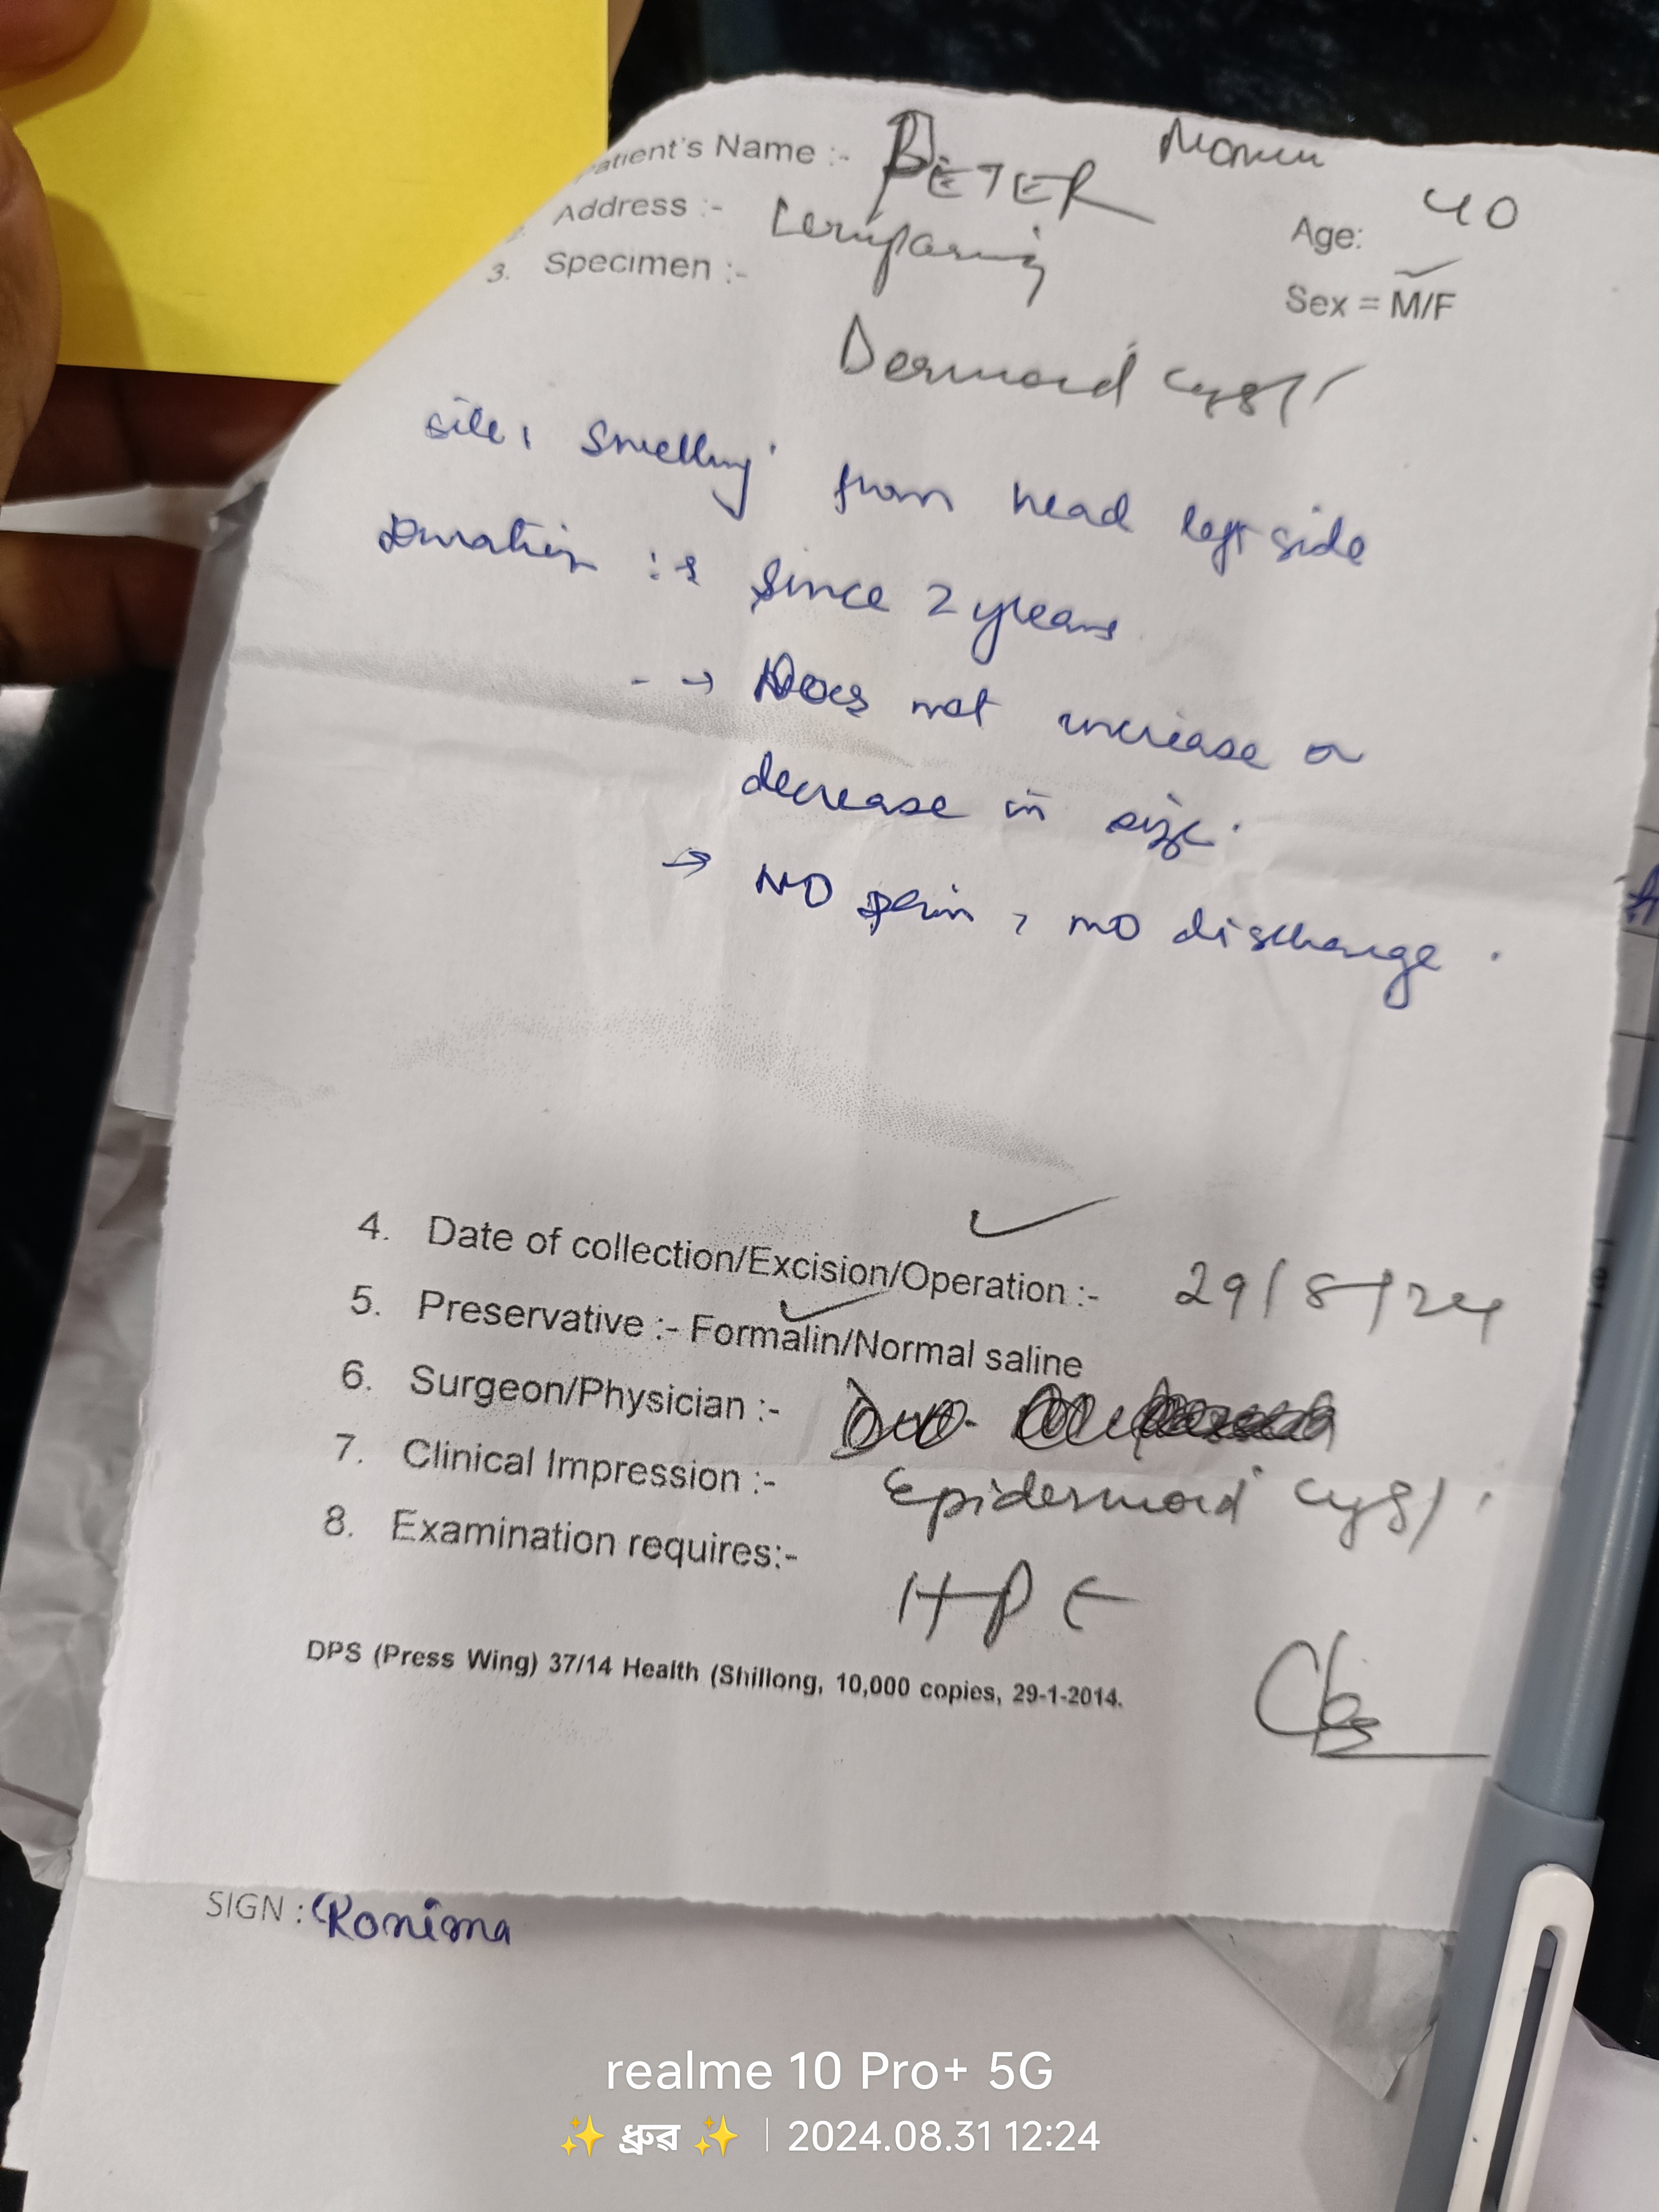 Patient's Name :- PETER Momin
Address :-
Age: 40
3. Specimen :-
Sex = M/F
Dermoid cyst
site: Swelling from head left side
Duration :- Since 2 years
- → Does not increase or
decrease in size.
→ NO pain, no discharge.
4. Date of collection/Excision/Operation :- 29/8/24
5. Preservative :- Formalin/Normal saline
6. Surgeon/Physician :-
7. Clinical Impression :- Epidermoid cyst
8. Examination requires:- HPE
DPS (Press Wing) 37/14 Health (Shillong, 10,000 copies, 29-1-2014.
SIGN : Ronima
realme 10 Pro+ 5G
✨ ধ্রুৱ ✨ | 2024.08.31 12:24